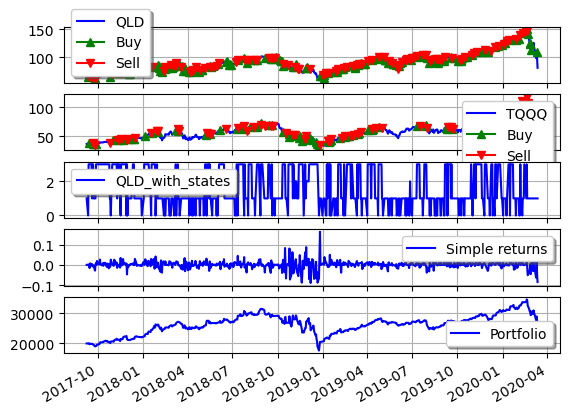 150
100
QLD
Buy
Sell
100
50
TQQQ
Buy
Sell
2
0
QLD_with_states
0.1
0.0
−0.1
Simple returns
30000
20000
Portfolio
2017-10 2018-01 2018-04 2018-07 2018-10 2019-01 2019-04 2019-07 2019-10 2020-01 2020-04